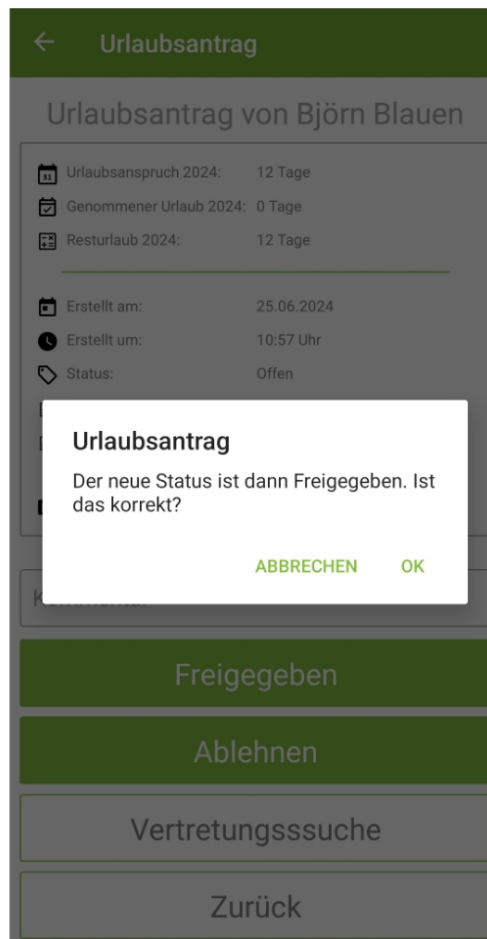 Urlaubsantrag
Urlaubsantrag von Björn Blauen
31
Urlaubsanspruch 2024: 12 Tage
Genommener Urlaub 2024: 0 Tage
Resturlaub 2024: 12 Tage
Erstellt am: 25.06.2024
Erstellt um: 10:57 Uhr
Status: Offen
Urlaubsantrag
Der neue Status ist dann Freigegeben. Ist
das korrekt?
ABBRECHEN OK
Freigegeben
Ablehnen
Vertretungsssuche
Zurück